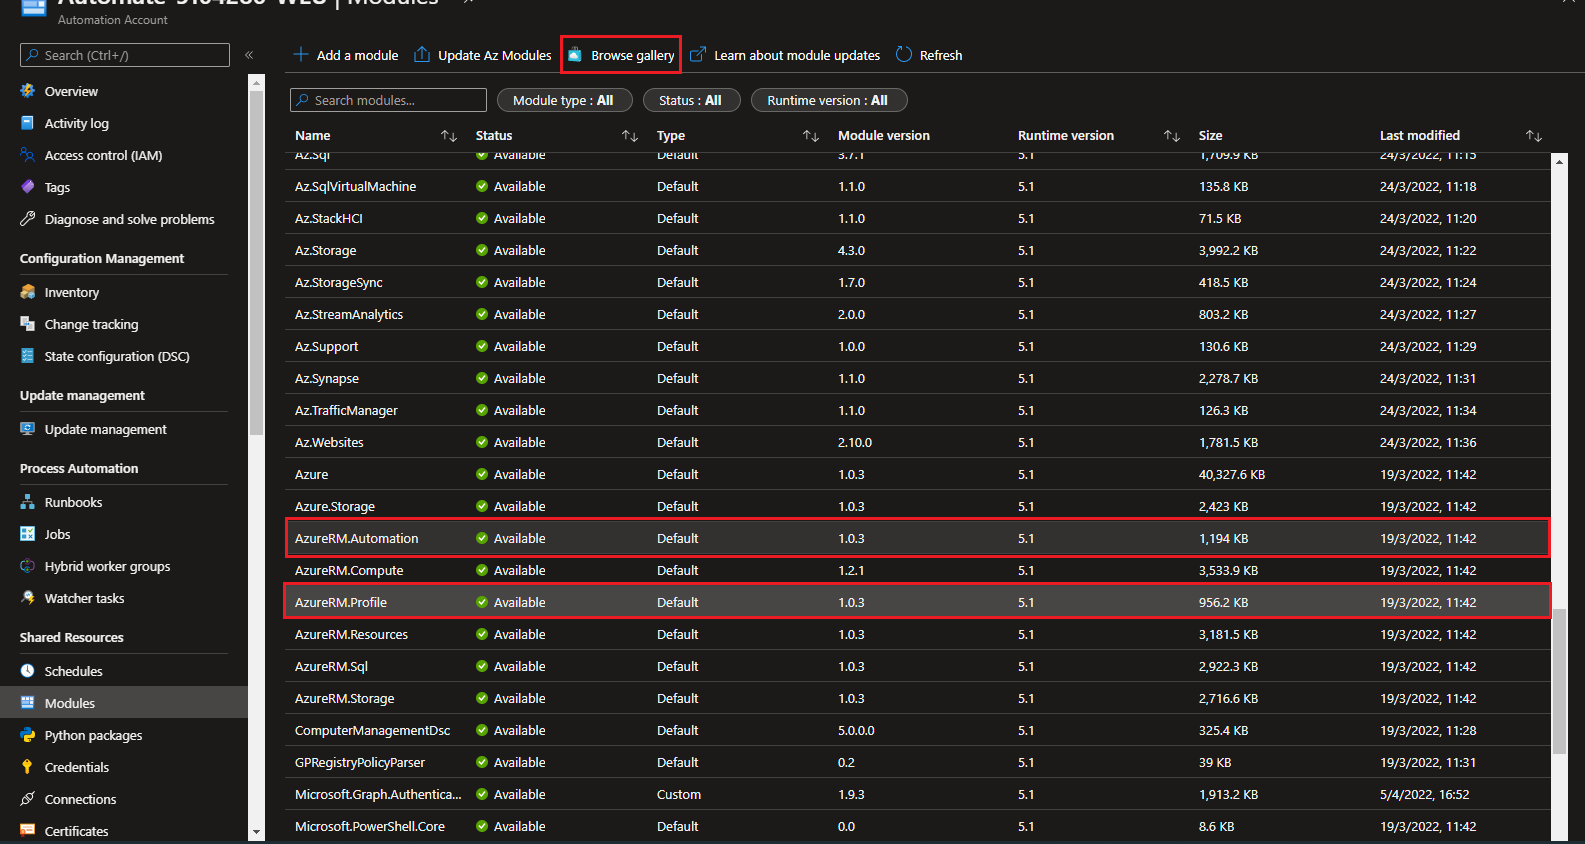 Automation Account
Search (Ctrl+/)
«
Add a module
Update Az Modules
Browse gallery
Learn about module updates
Refresh
Overview
Activity log
Access control (IAM)
Tags
Diagnose and solve problems
Configuration Management
Inventory
Change tracking
State configuration (DSC)
Update management
Update management
Process Automation
Runbooks
Jobs
Hybrid worker groups
Watcher tasks
Shared Resources
Schedules
Modules
Python packages
Credentials
Connections
Certificates
Search modules...
Module type : All
Status : All
Runtime version : All
Name Status Type Module version Runtime version Size Last modified
Az.Sql Available Default 3.7.1 5.1 1,709.9 KB 24/3/2022, 11:15
Az.SqlVirtualMachine Available Default 1.1.0 5.1 135.8 KB 24/3/2022, 11:18
Az.StackHCI Available Default 1.1.0 5.1 71.5 KB 24/3/2022, 11:20
Az.Storage Available Default 4.3.0 5.1 3,992.2 KB 24/3/2022, 11:22
Az.StorageSync Available Default 1.7.0 5.1 418.5 KB 24/3/2022, 11:24
Az.StreamAnalytics Available Default 2.0.0 5.1 803.2 KB 24/3/2022, 11:27
Az.Support Available Default 1.0.0 5.1 130.6 KB 24/3/2022, 11:29
Az.Synapse Available Default 1.1.0 5.1 2,278.7 KB 24/3/2022, 11:31
Az.TrafficManager Available Default 1.1.0 5.1 126.3 KB 24/3/2022, 11:34
Az.Websites Available Default 2.10.0 5.1 1,781.5 KB 24/3/2022, 11:36
Azure Available Default 1.0.3 5.1 40,327.6 KB 19/3/2022, 11:42
Azure.Storage Available Default 1.0.3 5.1 2,423 KB 19/3/2022, 11:42
AzureRM.Automation Available Default 1.0.3 5.1 1,194 KB 19/3/2022, 11:42
AzureRM.Compute Available Default 1.2.1 5.1 3,533.9 KB 19/3/2022, 11:42
AzureRM.Profile Available Default 1.0.3 5.1 956.2 KB 19/3/2022, 11:42
AzureRM.Resources Available Default 1.0.3 5.1 3,181.5 KB 19/3/2022, 11:42
AzureRM.Sql Available Default 1.0.3 5.1 2,922.3 KB 19/3/2022, 11:42
AzureRM.Storage Available Default 1.0.3 5.1 2,716.6 KB 19/3/2022, 11:42
ComputerManagementDsc Available Default 5.0.0.0 5.1 325.4 KB 19/3/2022, 11:28
GPRegistryPolicyParser Available Default 0.2 5.1 39 KB 19/3/2022, 11:31
Microsoft.Graph.Authentica... Available Custom 1.9.3 5.1 1,913.2 KB 5/4/2022, 16:52
Microsoft.PowerShell.Core Available Default 0.0 5.1 8.6 KB 19/3/2022, 11:42